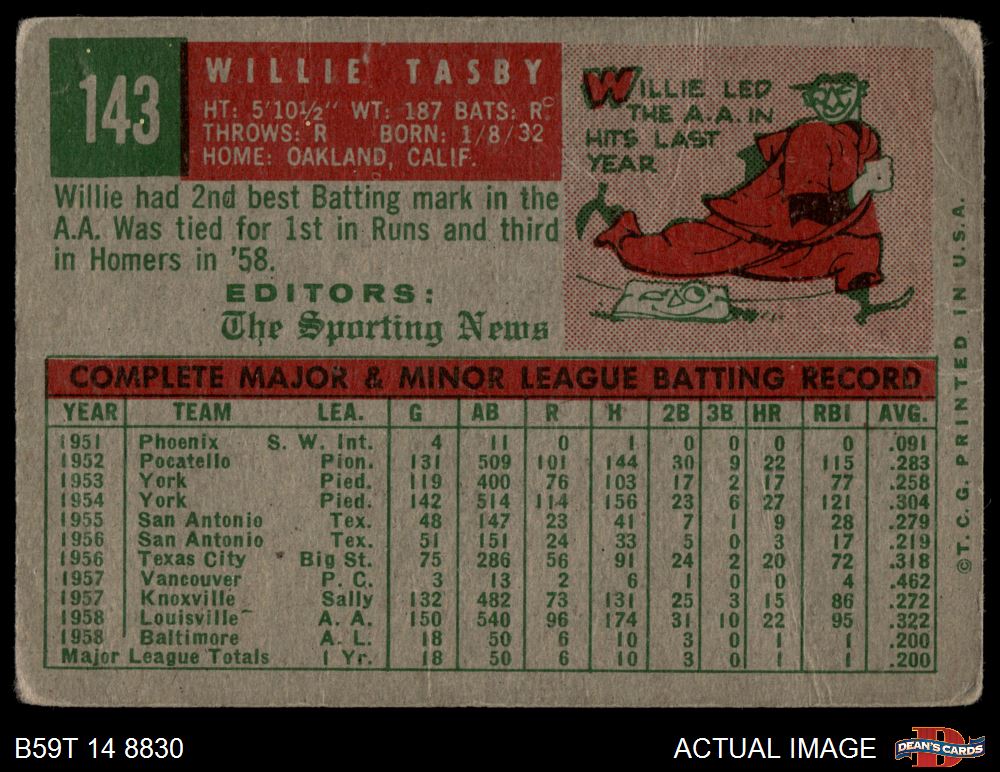 143
WILLIE TASBY
HT: 5'10½" WT: 187 BATS: R
THROWS: R BORN: 1/8/32
HOME: OAKLAND, CALIF.
WILLIE LED
THE A.A. IN
HITS LAST
YEAR
Willie had 2nd best Batting mark in the
A.A. Was tied for 1st in Runs and third
in Homers in '58.
EDITORS:
The Sporting News
COMPLETE MAJOR & MINOR LEAGUE BATTING RECORD
YEAR TEAM LEA. G AB R H 2B 3B HR RBI AVG.
1951 Phoenix S. W. Int. 4 11 0 1 0 0 0 0 .091
1952 Pocatello Pion. 131 509 101 144 30 9 22 115 .283
1953 York Pied. 119 400 76 103 17 2 17 77 .258
1954 York Pied. 142 514 114 156 23 6 27 121 .304
1955 San Antonio Tex. 48 147 23 41 7 1 9 28 .279
1956 San Antonio Tex. 51 151 24 33 5 0 3 17 .219
1956 Texas City Big St. 75 286 56 91 24 2 20 72 .318
1957 Vancouver P. C. 3 13 2 6 1 0 0 4 .462
1957 Knoxville Sally 132 482 73 131 25 3 15 86 .272
1958 Louisville A. A. 150 540 96 174 31 10 22 95 .322
1958 Baltimore A. L. 18 50 6 10 3 0 1 1 .200
Major League Totals 1 Yr. 18 50 6 10 3 0 1 1 .200
©T. C. G. PRINTED IN U.S.A.
B59T 14 8830
ACTUAL IMAGE
DEAN'S CARDS